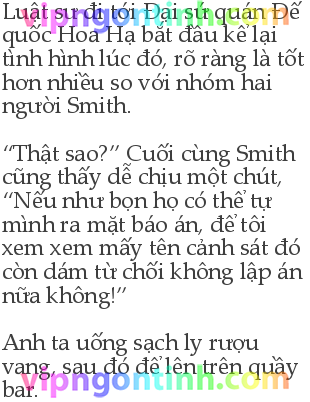 Luật sư đi tới Đại sứ quán Đế
quốc Hoa Hạ bắt đầu kể lại
tình hình lúc đó, rõ ràng là tốt
hơn nhiều so với nhóm hai
người Smith.
“Thật sao?” Cuối cùng Smith
cũng thấy dễ chịu một chút,
“Nếu như bọn họ có thể tự
mình ra mặt báo án, để tôi
xem xem mấy tên cảnh sát đó
còn dám từ chối không lập án
nữa không!”
Anh ta uống sạch ly rượu
vang, sau đó để lên trên quầy
bar.
vipngontinh.com
vipngontinh.com